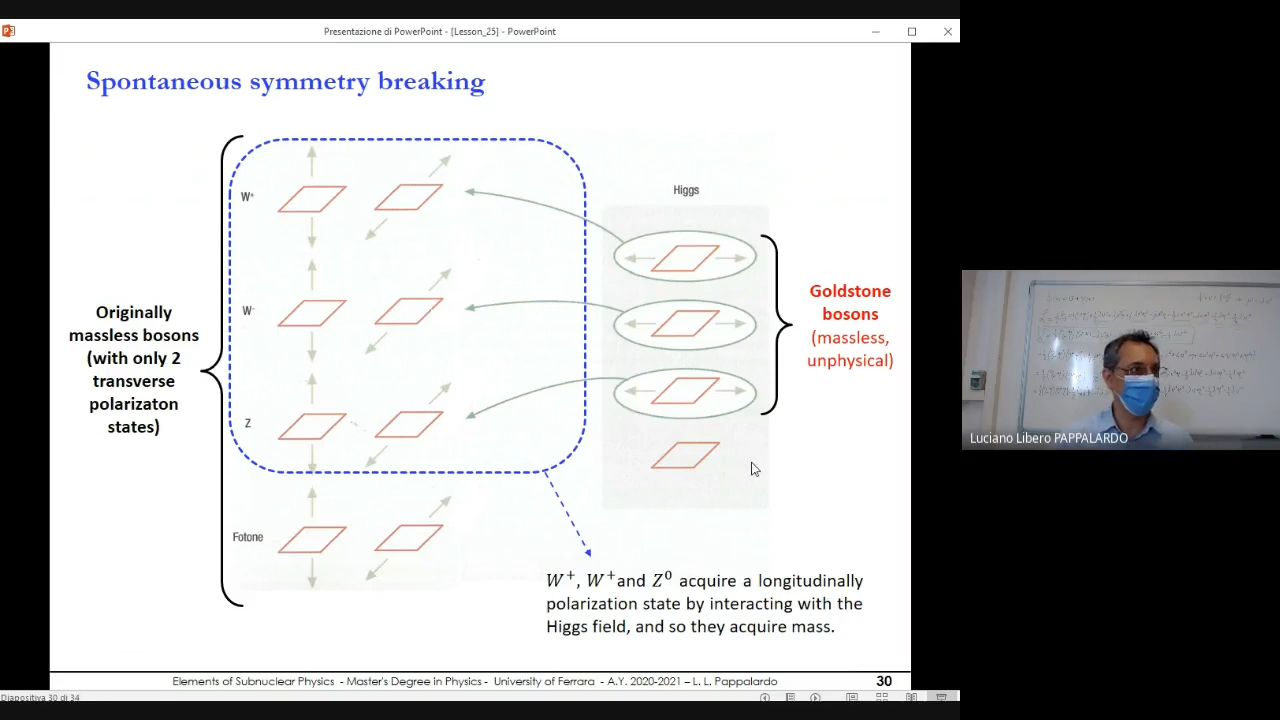 Presentazione di PowerPoint - [Lesson_25] - PowerPoint
Spontaneous symmetry breaking
W⁺
W⁻
Z
Fotone
Originally
massless bosons
(with only 2
transverse
polarizaton
states)
Higgs
Goldstone
bosons
(massless,
unphysical)
𝑊⁺, 𝑊⁺and 𝑍⁰ acquire a longitudinally
polarization state by interacting with the
Higgs field, and so they acquire mass.
Elements of Subnuclear Physics - Master's Degree in Physics - University of Ferrara - A.Y. 2020-2021 – L. L. Pappalardo
30
Diapositiva 30 di 34
Luciano Libero PAPPALARDO